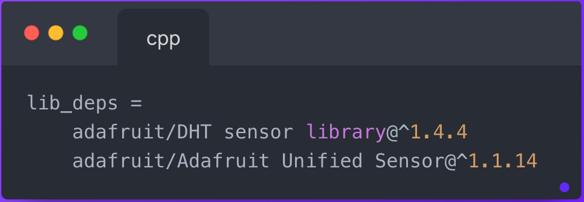 cpp
lib_deps =
    adafruit/DHT sensor library@^1.4.4
    adafruit/Adafruit Unified Sensor@^1.1.14